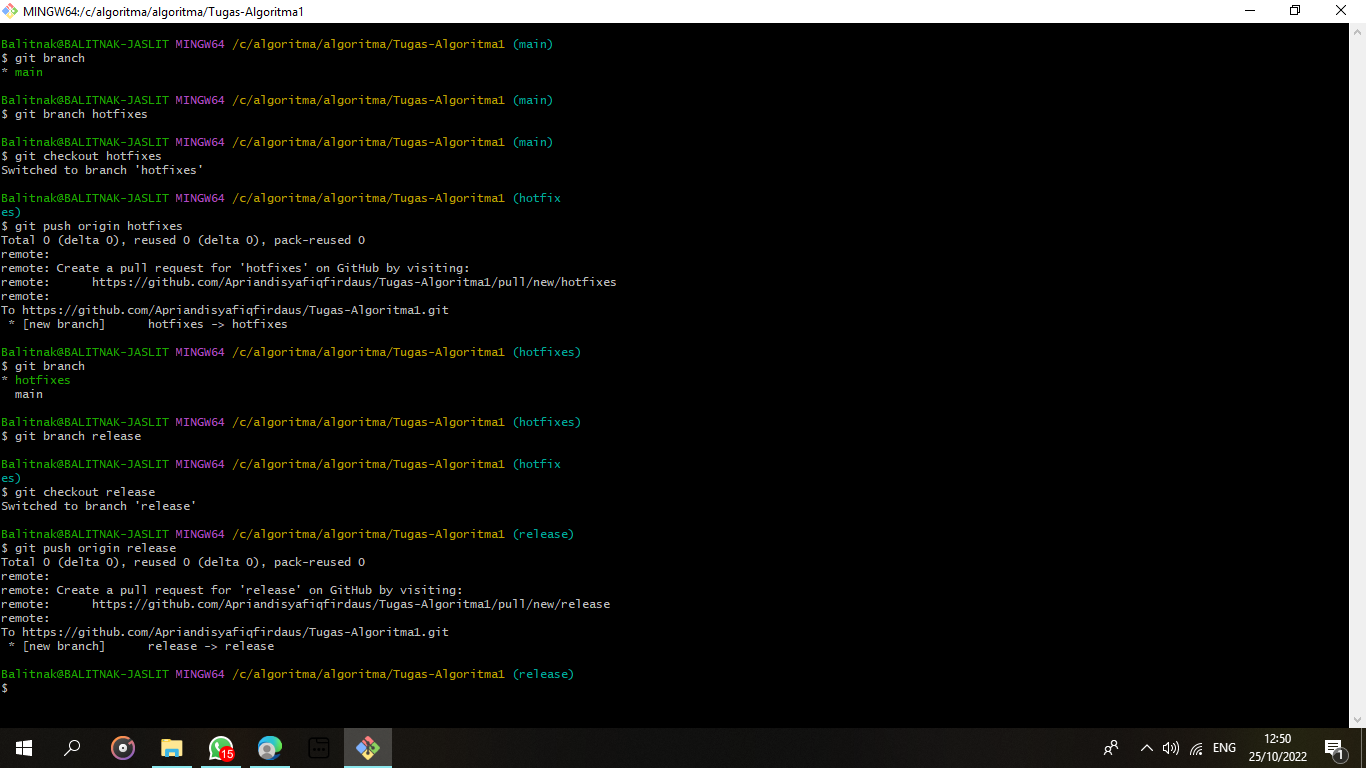 MINGW64:/c/algoritma/algoritma/Tugas-Algoritma1
Balitnak@BALITNAK-JASLIT MINGW64 /c/algoritma/algoritma/Tugas-Algoritma1 (main)
$ git branch
* main
Balitnak@BALITNAK-JASLIT MINGW64 /c/algoritma/algoritma/Tugas-Algoritma1 (main)
$ git branch hotfixes
Balitnak@BALITNAK-JASLIT MINGW64 /c/algoritma/algoritma/Tugas-Algoritma1 (main)
$ git checkout hotfixes
Switched to branch 'hotfixes'
Balitnak@BALITNAK-JASLIT MINGW64 /c/algoritma/algoritma/Tugas-Algoritma1 (hotfix
es)
$ git push origin hotfixes
Total 0 (delta 0), reused 0 (delta 0), pack-reused 0
remote:
remote: Create a pull request for 'hotfixes' on GitHub by visiting:
remote:      https://github.com/Apriandisyafiqfirdaus/Tugas-Algoritma1/pull/new/hotfixes
remote:
To https://github.com/Apriandisyafiqfirdaus/Tugas-Algoritma1.git
 * [new branch]      hotfixes -> hotfixes
Balitnak@BALITNAK-JASLIT MINGW64 /c/algoritma/algoritma/Tugas-Algoritma1 (hotfixes)
$ git branch
* hotfixes
  main
Balitnak@BALITNAK-JASLIT MINGW64 /c/algoritma/algoritma/Tugas-Algoritma1 (hotfixes)
$ git branch release
Balitnak@BALITNAK-JASLIT MINGW64 /c/algoritma/algoritma/Tugas-Algoritma1 (hotfix
es)
$ git checkout release
Switched to branch 'release'
Balitnak@BALITNAK-JASLIT MINGW64 /c/algoritma/algoritma/Tugas-Algoritma1 (release)
$ git push origin release
Total 0 (delta 0), reused 0 (delta 0), pack-reused 0
remote:
remote: Create a pull request for 'release' on GitHub by visiting:
remote:      https://github.com/Apriandisyafiqfirdaus/Tugas-Algoritma1/pull/new/release
remote:
To https://github.com/Apriandisyafiqfirdaus/Tugas-Algoritma1.git
 * [new branch]      release -> release
Balitnak@BALITNAK-JASLIT MINGW64 /c/algoritma/algoritma/Tugas-Algoritma1 (release)
$
15
ENG
12:50
25/10/2022
1